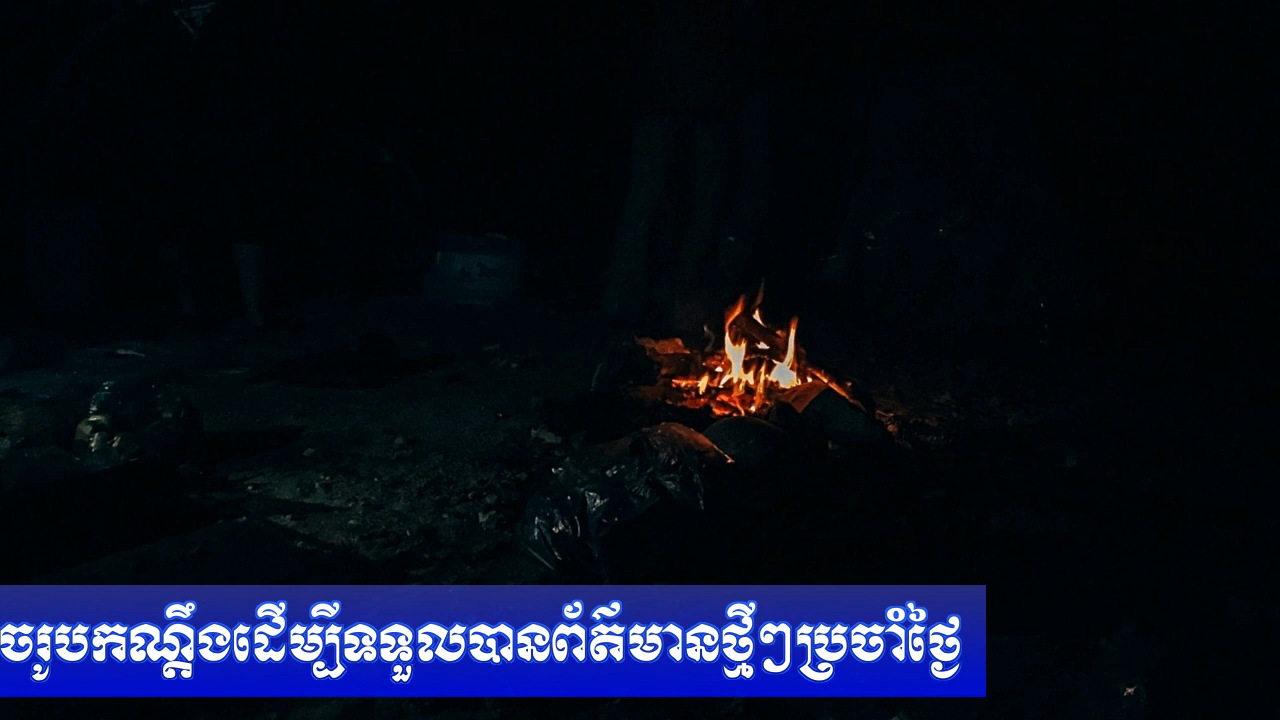 ចរូបកណ្ដឹងដើម្បីទទួលបានព័ត៌មានថ្មីៗប្រចាំថ្ងៃ